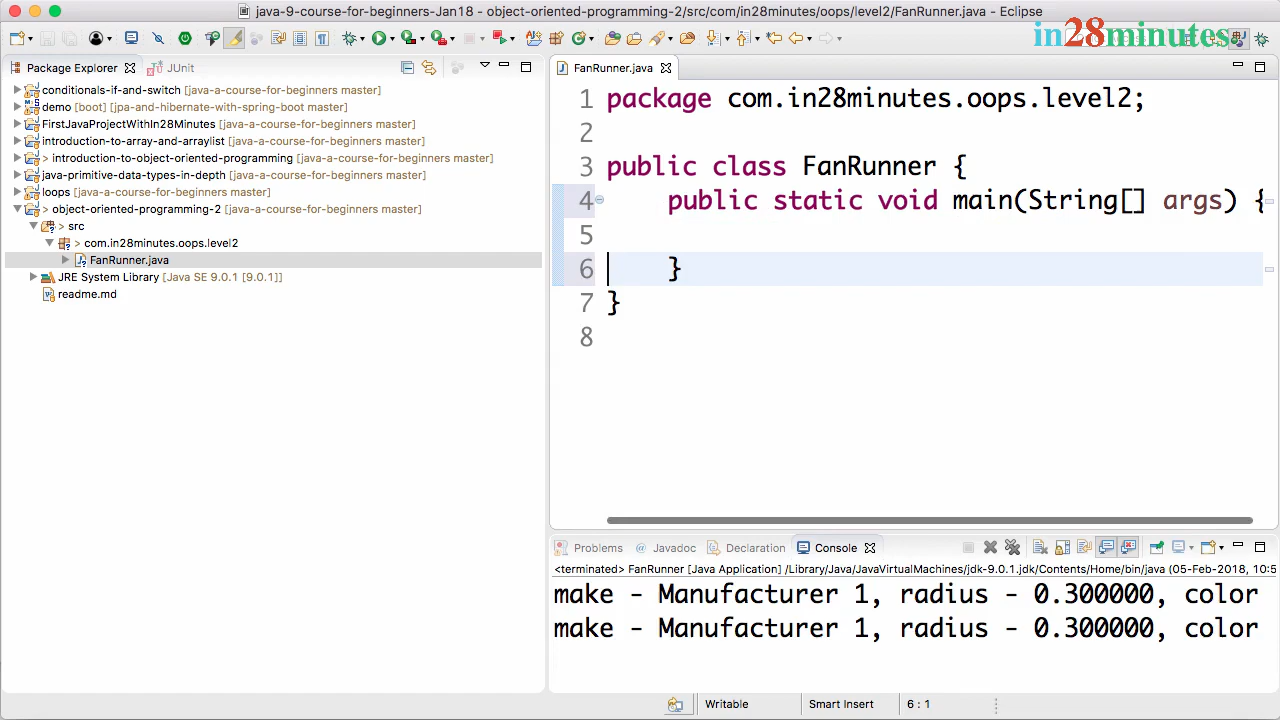 java-9-course-for-beginners-Jan18 - object-oriented-programming-2/src/com/in28minutes/oops/level2/FanRunner.java - Eclipse
in28minutes
Package Explorer
JUnit
conditionals-if-and-switch [java-a-course-for-beginners master]
demo [boot] [jpa-and-hibernate-with-spring-boot master]
FirstJavaProjectWithIn28Minutes [java-a-course-for-beginners master]
introduction-to-array-and-arraylist [java-a-course-for-beginners master]
> introduction-to-object-oriented-programming [java-a-course-for-beginners master]
java-primitive-data-types-in-depth [java-a-course-for-beginners master]
loops [java-a-course-for-beginners master]
> object-oriented-programming-2 [java-a-course-for-beginners master]
> src
> com.in28minutes.oops.level2
> FanRunner.java
JRE System Library [Java SE 9.0.1 [9.0.1]]
readme.md
FanRunner.java
1 package com.in28minutes.oops.level2;
2
3 public class FanRunner {
4 public static void main(String[] args) {
5
6 }
7 }
8
Problems @ Javadoc Declaration Console
<terminated> FanRunner [Java Application] /Library/Java/JavaVirtualMachines/jdk-9.0.1.jdk/Contents/Home/bin/java (05-Feb-2018, 10:5
make - Manufacturer 1, radius - 0.300000, color
make - Manufacturer 1, radius - 0.300000, color
Writable
Smart Insert
6 : 1